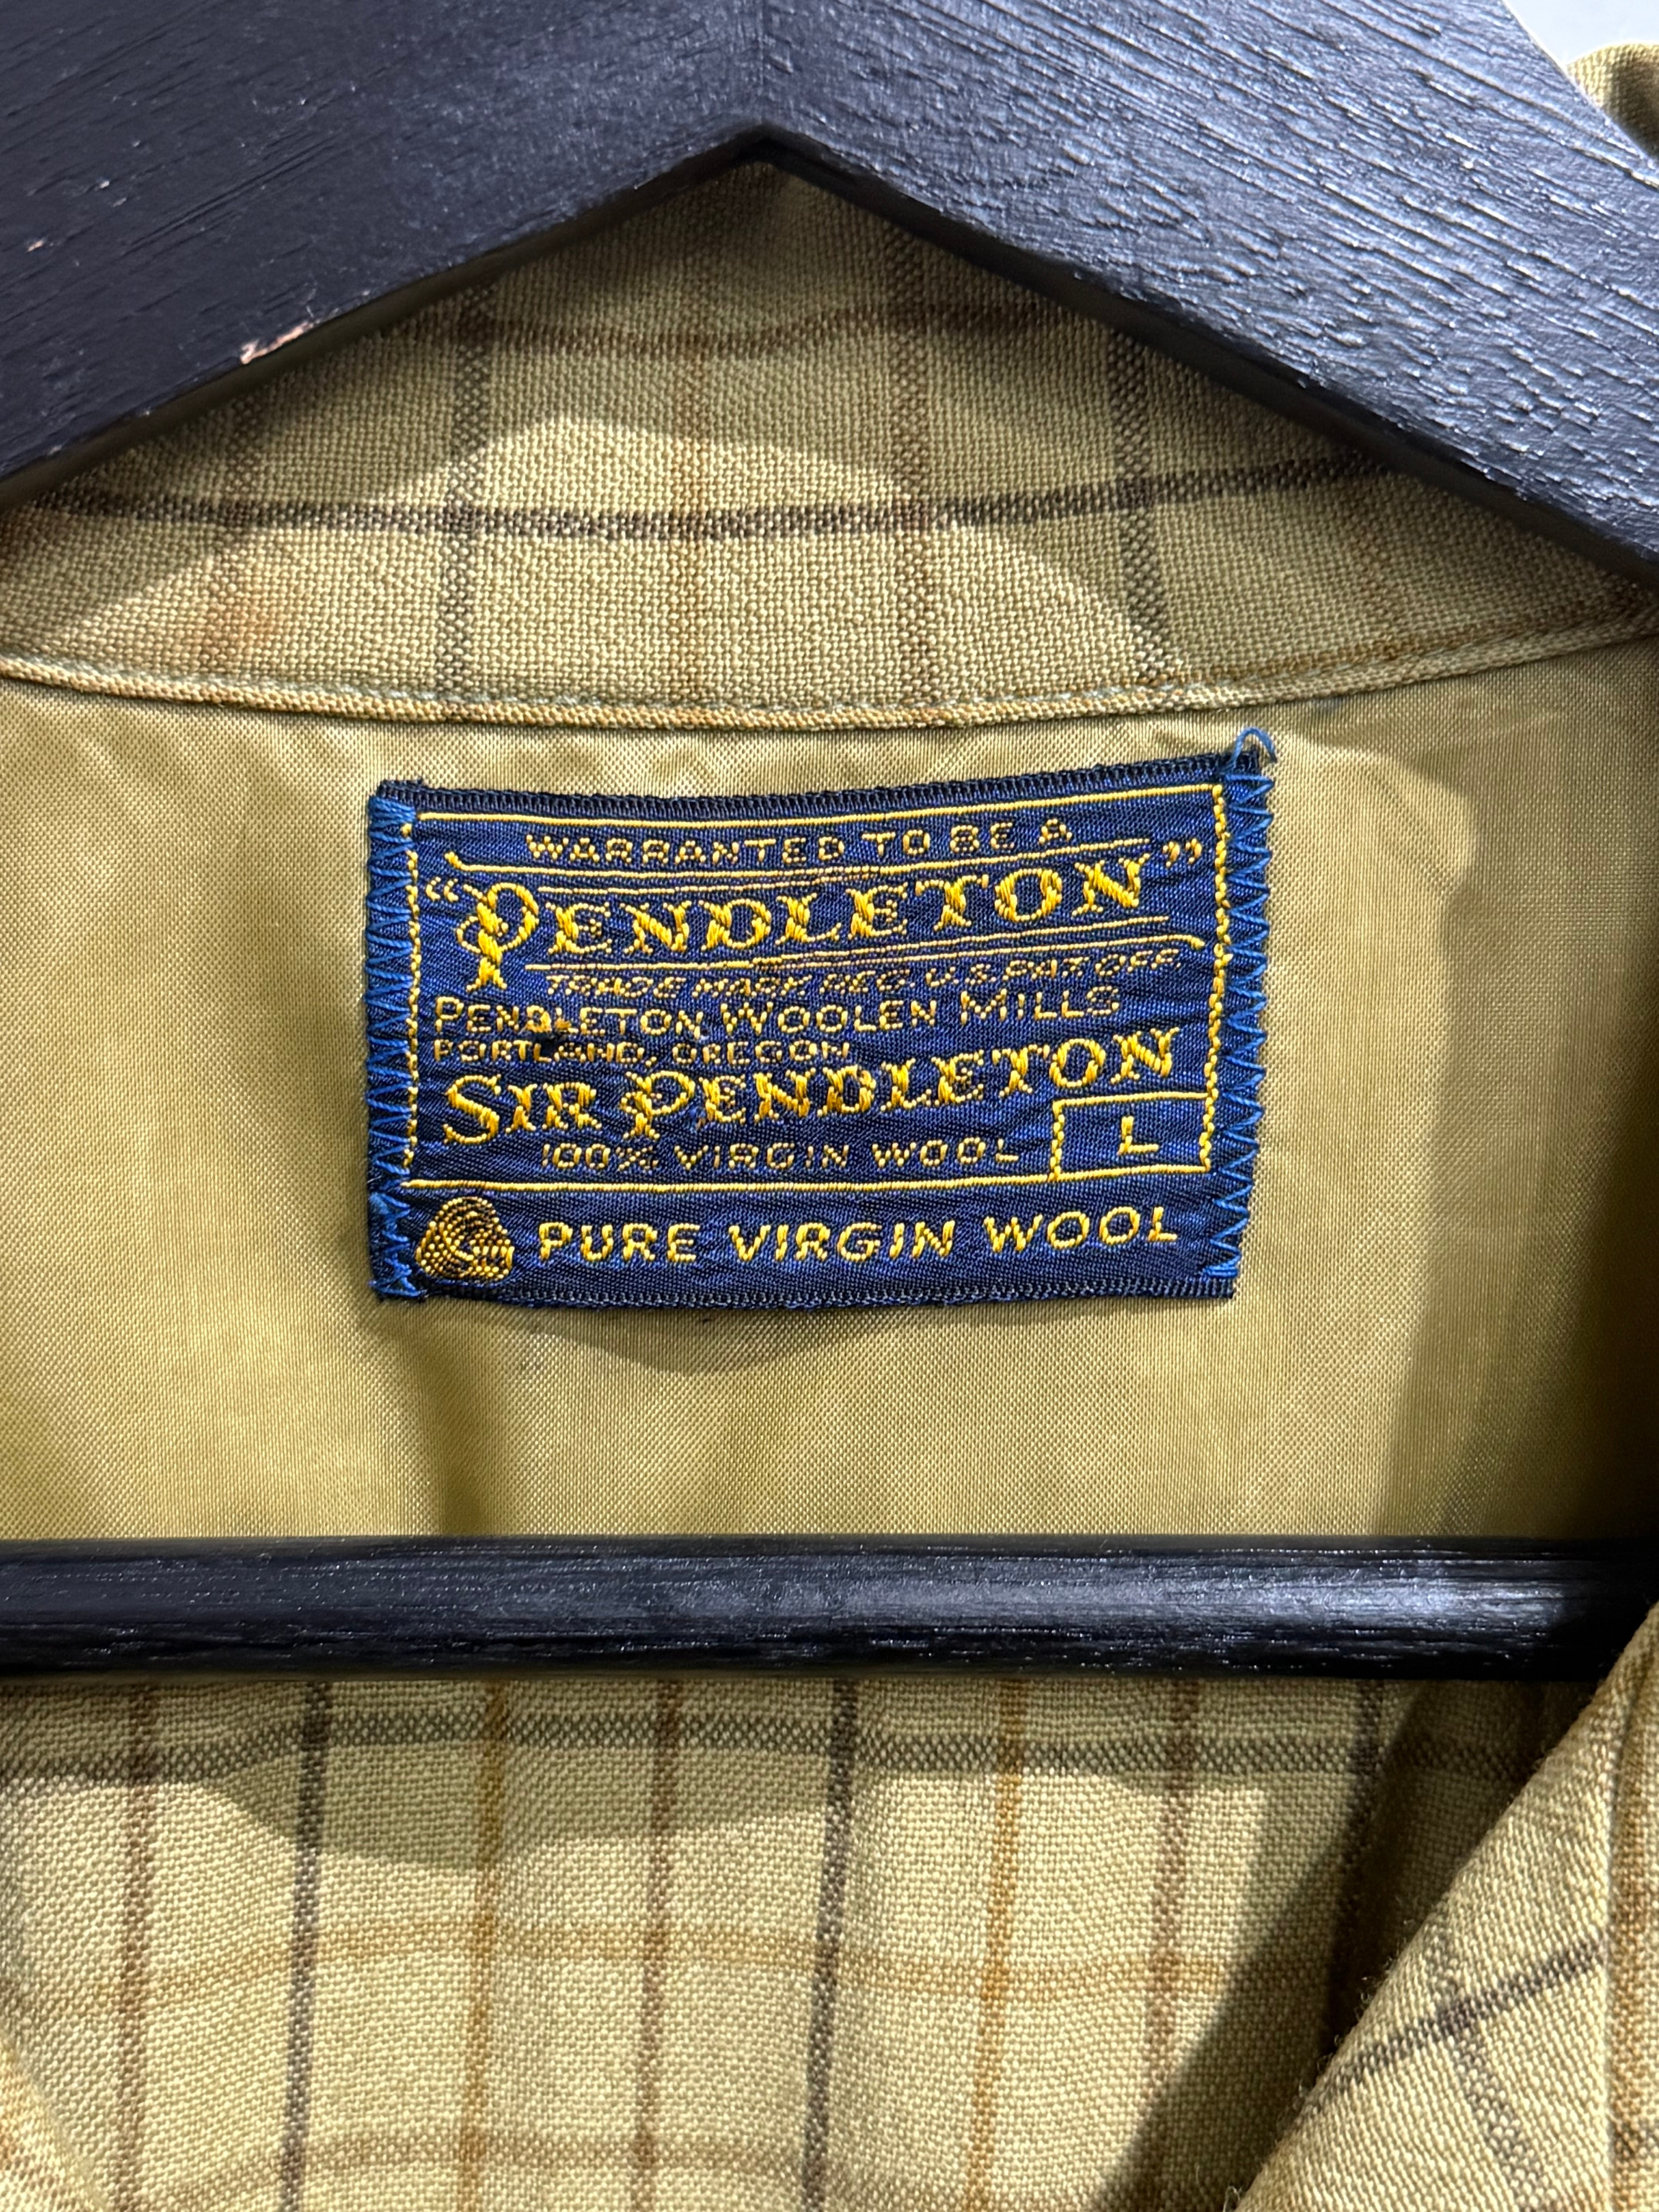 WARRANTED TO BE A
"PENDLETON"
TRADE MARK REG. U.S. PAT. OFF.
PENDLETON WOOLEN MILLS
PORTLAND, OREGON
SIR PENDLETON
100% VIRGIN WOOL L
PURE VIRGIN WOOL